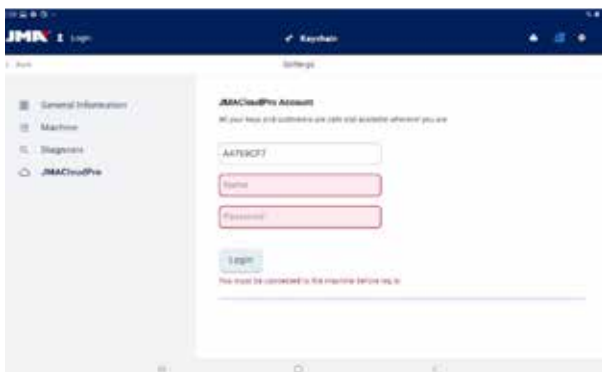 JMA Login
Keychain
Back
Settings
General Information
Machine
Diagnosis
JMACloudPro
JMACloudPro Account
All your keys and customers are safe and available wherever you are
Name
Password
Login
You must be connected to the machine before log in